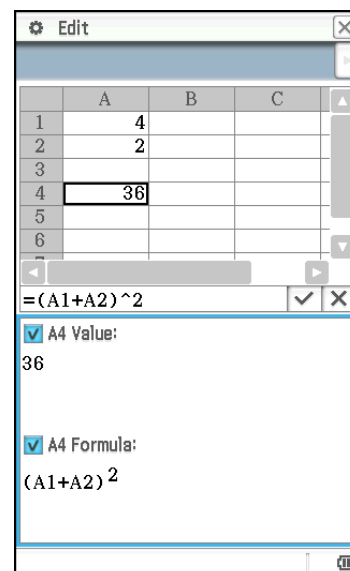 Edit
A B C
1 4
2 2
3
4 36
5
6
=(A1+A2)^2
A4 Value:
36
A4 Formula:
(A1+A2)²